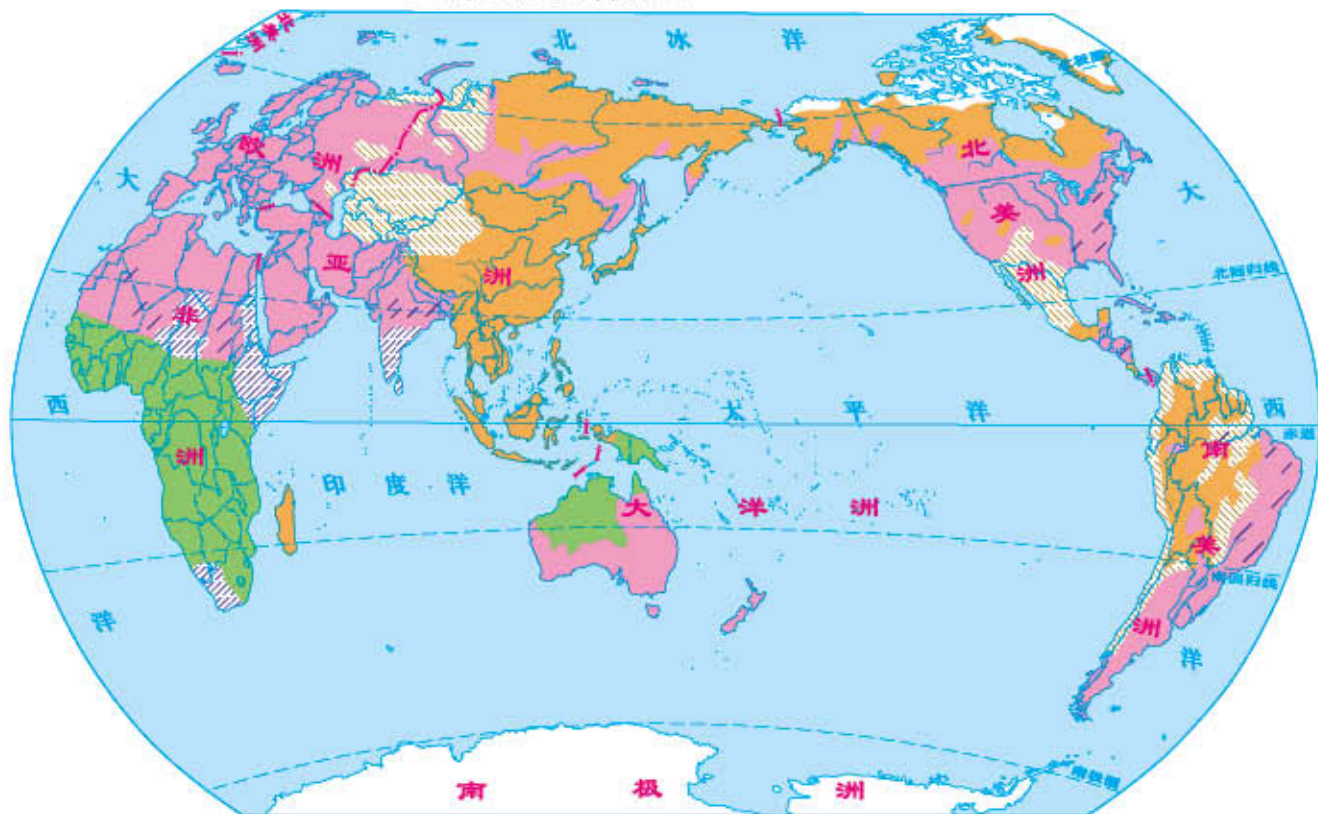 北 冰 洋
北美洲
欧 洲
亚 洲
非 洲
北 美 洲
大 西 洋
大 西 洋
北回归线
太 平 洋
赤道
印 度 洋
大 洋 洲
南 美 洲
南回归线
南极圈
南 极 洲